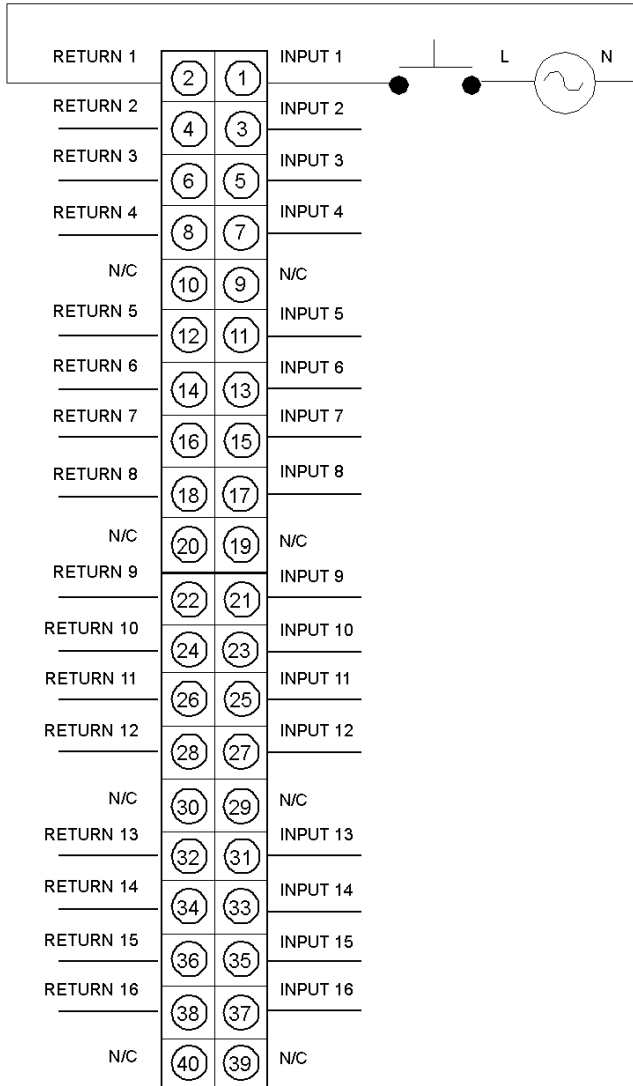 RETURN 1 2 1 INPUT 1 L N
RETURN 2 4 3 INPUT 2
RETURN 3 6 5 INPUT 3
RETURN 4 8 7 INPUT 4
N/C 10 9 N/C
RETURN 5 12 11 INPUT 5
RETURN 6 14 13 INPUT 6
RETURN 7 16 15 INPUT 7
RETURN 8 18 17 INPUT 8
N/C 20 19 N/C
RETURN 9 22 21 INPUT 9
RETURN 10 24 23 INPUT 10
RETURN 11 26 25 INPUT 11
RETURN 12 28 27 INPUT 12
N/C 30 29 N/C
RETURN 13 32 31 INPUT 13
RETURN 14 34 33 INPUT 14
RETURN 15 36 35 INPUT 15
RETURN 16 38 37 INPUT 16
N/C 40 39 N/C